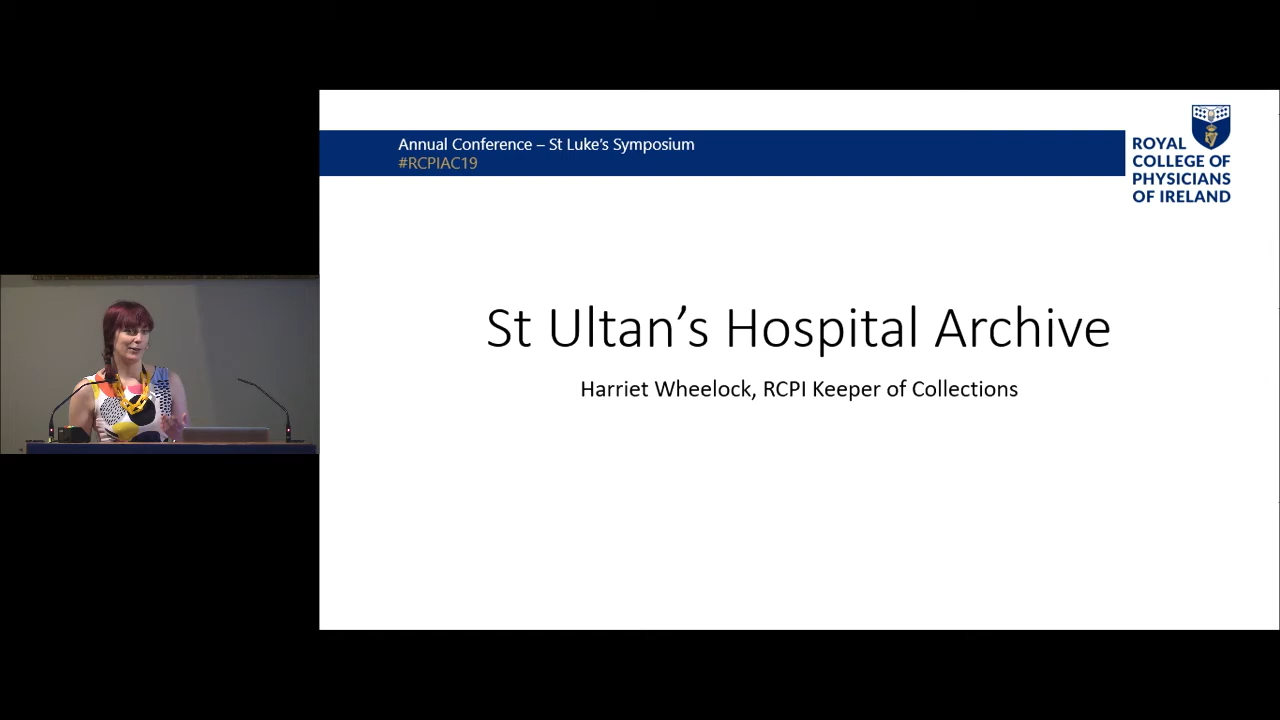 Annual Conference – St Luke's Symposium
#RCPIAC19
ROYAL
COLLEGE OF
PHYSICIANS
OF IRELAND
St Ultan's Hospital Archive
Harriet Wheelock, RCPI Keeper of Collections